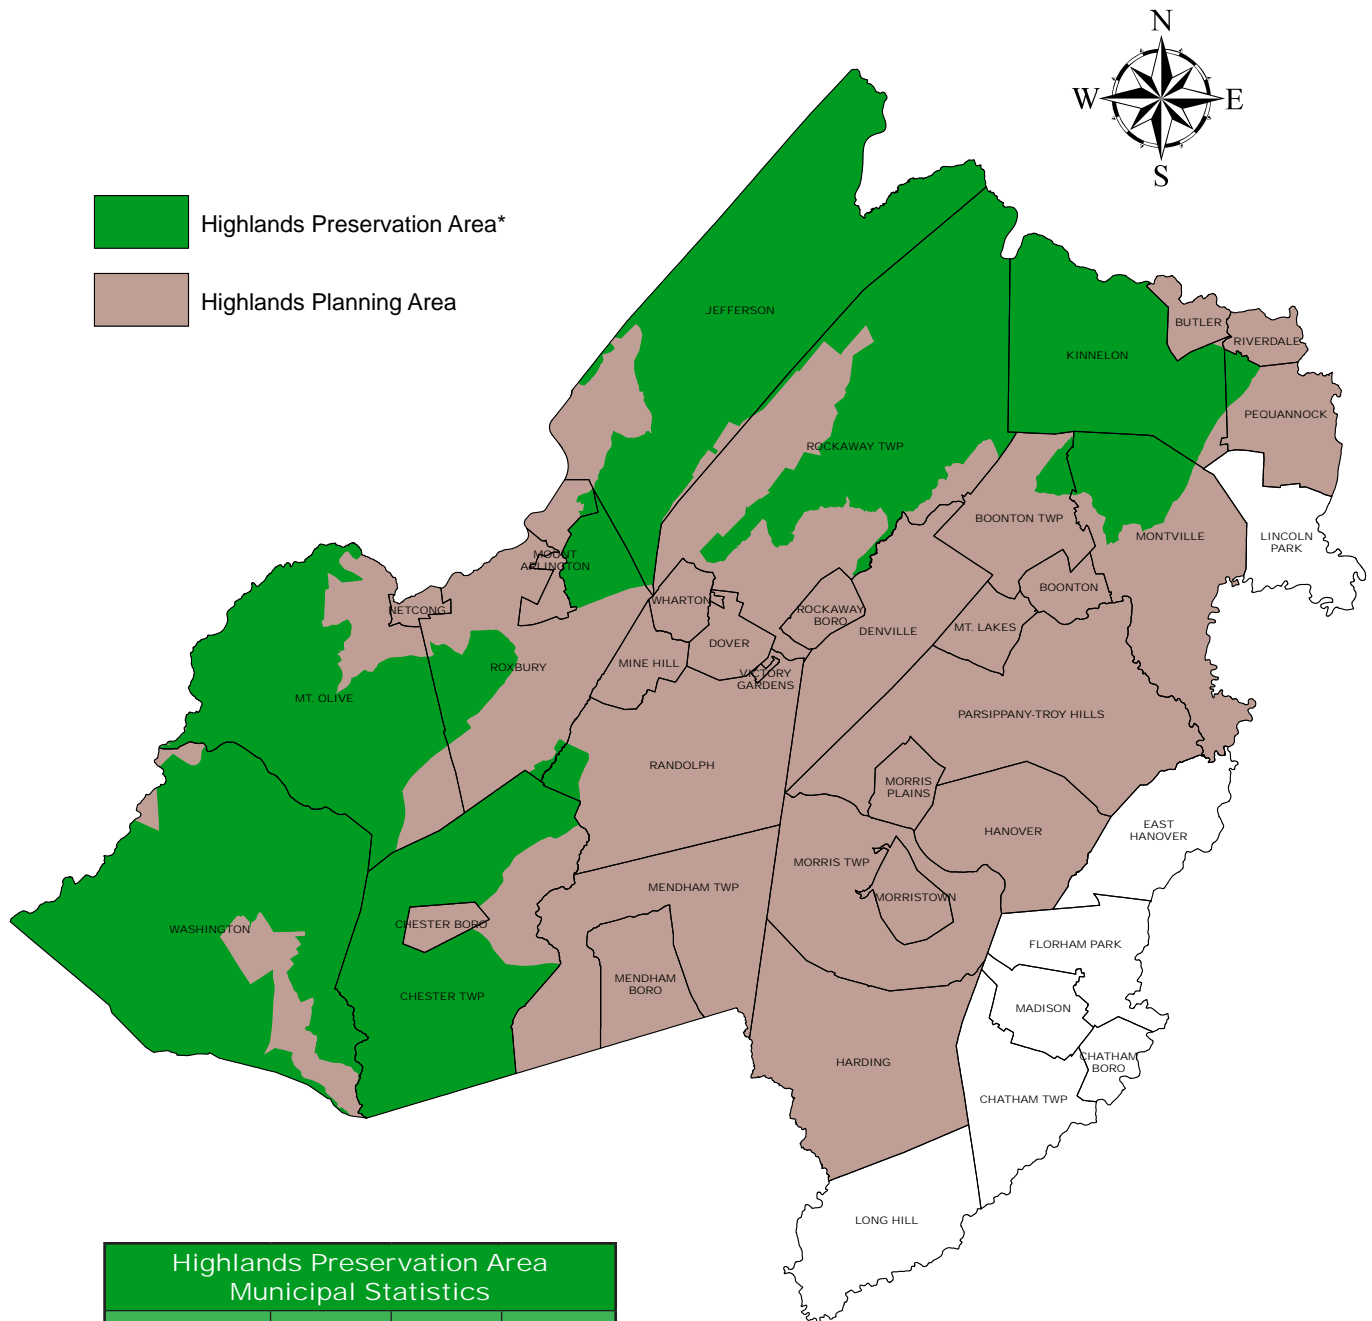 N
W
E
S
Highlands Preservation Area*
Highlands Planning Area
JEFFERSON
BUTLER
RIVERDALE
KINNELON
PEQUANNOCK
ROCKAWAY TWP
BOONTON TWP
MONTVILLE
LINCOLN
PARK
MOUNT
ARLINGTON
BOONTON
NETCONG
WHARTON
ROCKAWAY
BORO
DENVILLE
MT. LAKES
DOVER
MINE HILL
VICTORY
GARDENS
ROXBURY
MT. OLIVE
PARSIPPANY-TROY HILLS
RANDOLPH
MORRIS
PLAINS
HANOVER
EAST
HANOVER
MORRIS TWP
MENDHAM TWP
MORRISTOWN
CHESTER BORO
WASHINGTON
FLORHAM PARK
MENDHAM
BORO
CHESTER TWP
MADISON
HARDING
CHATHAM
BORO
CHATHAM TWP
LONG HILL
Highlands Preservation Area
Municipal Statistics